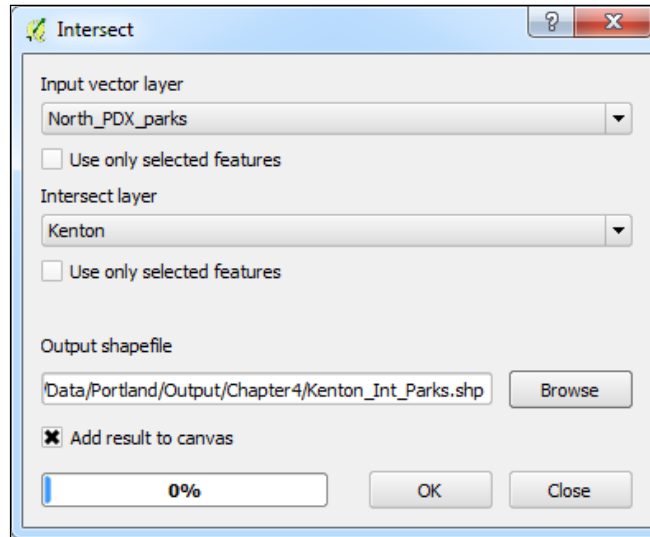 Intersect
Input vector layer
North_PDX_parks
Use only selected features
Intersect layer
Kenton
Use only selected features
Output shapefile
/Data/Portland/Output/Chapter4/Kenton_Int_Parks.shp Browse
Add result to canvas
0% OK Close